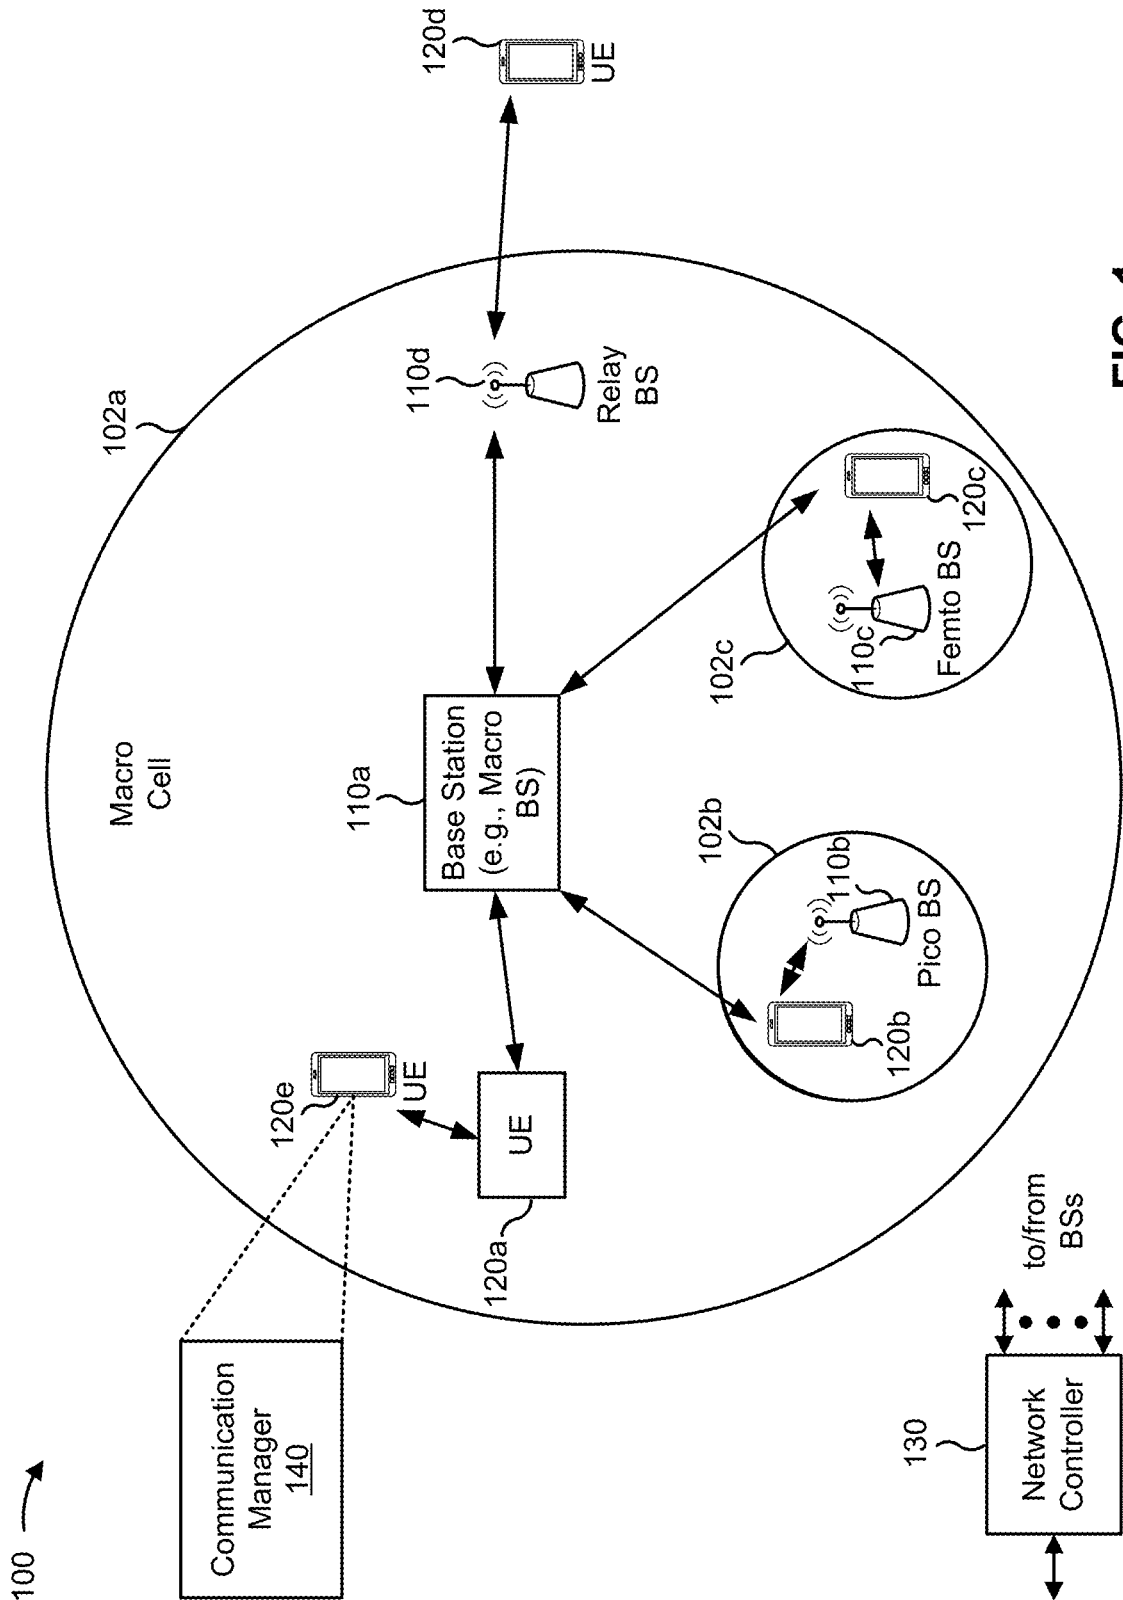 100
Communication
Manager
140
Macro
Cell
102a
120e
UE
120a
UE
110a
Base Station
(e.g., Macro
BS)
110d
Relay
BS
120d
UE
102b
120b
110b
Pico BS
102c
110c
Femto BS
120c
130
Network
Controller
to/from
BSs